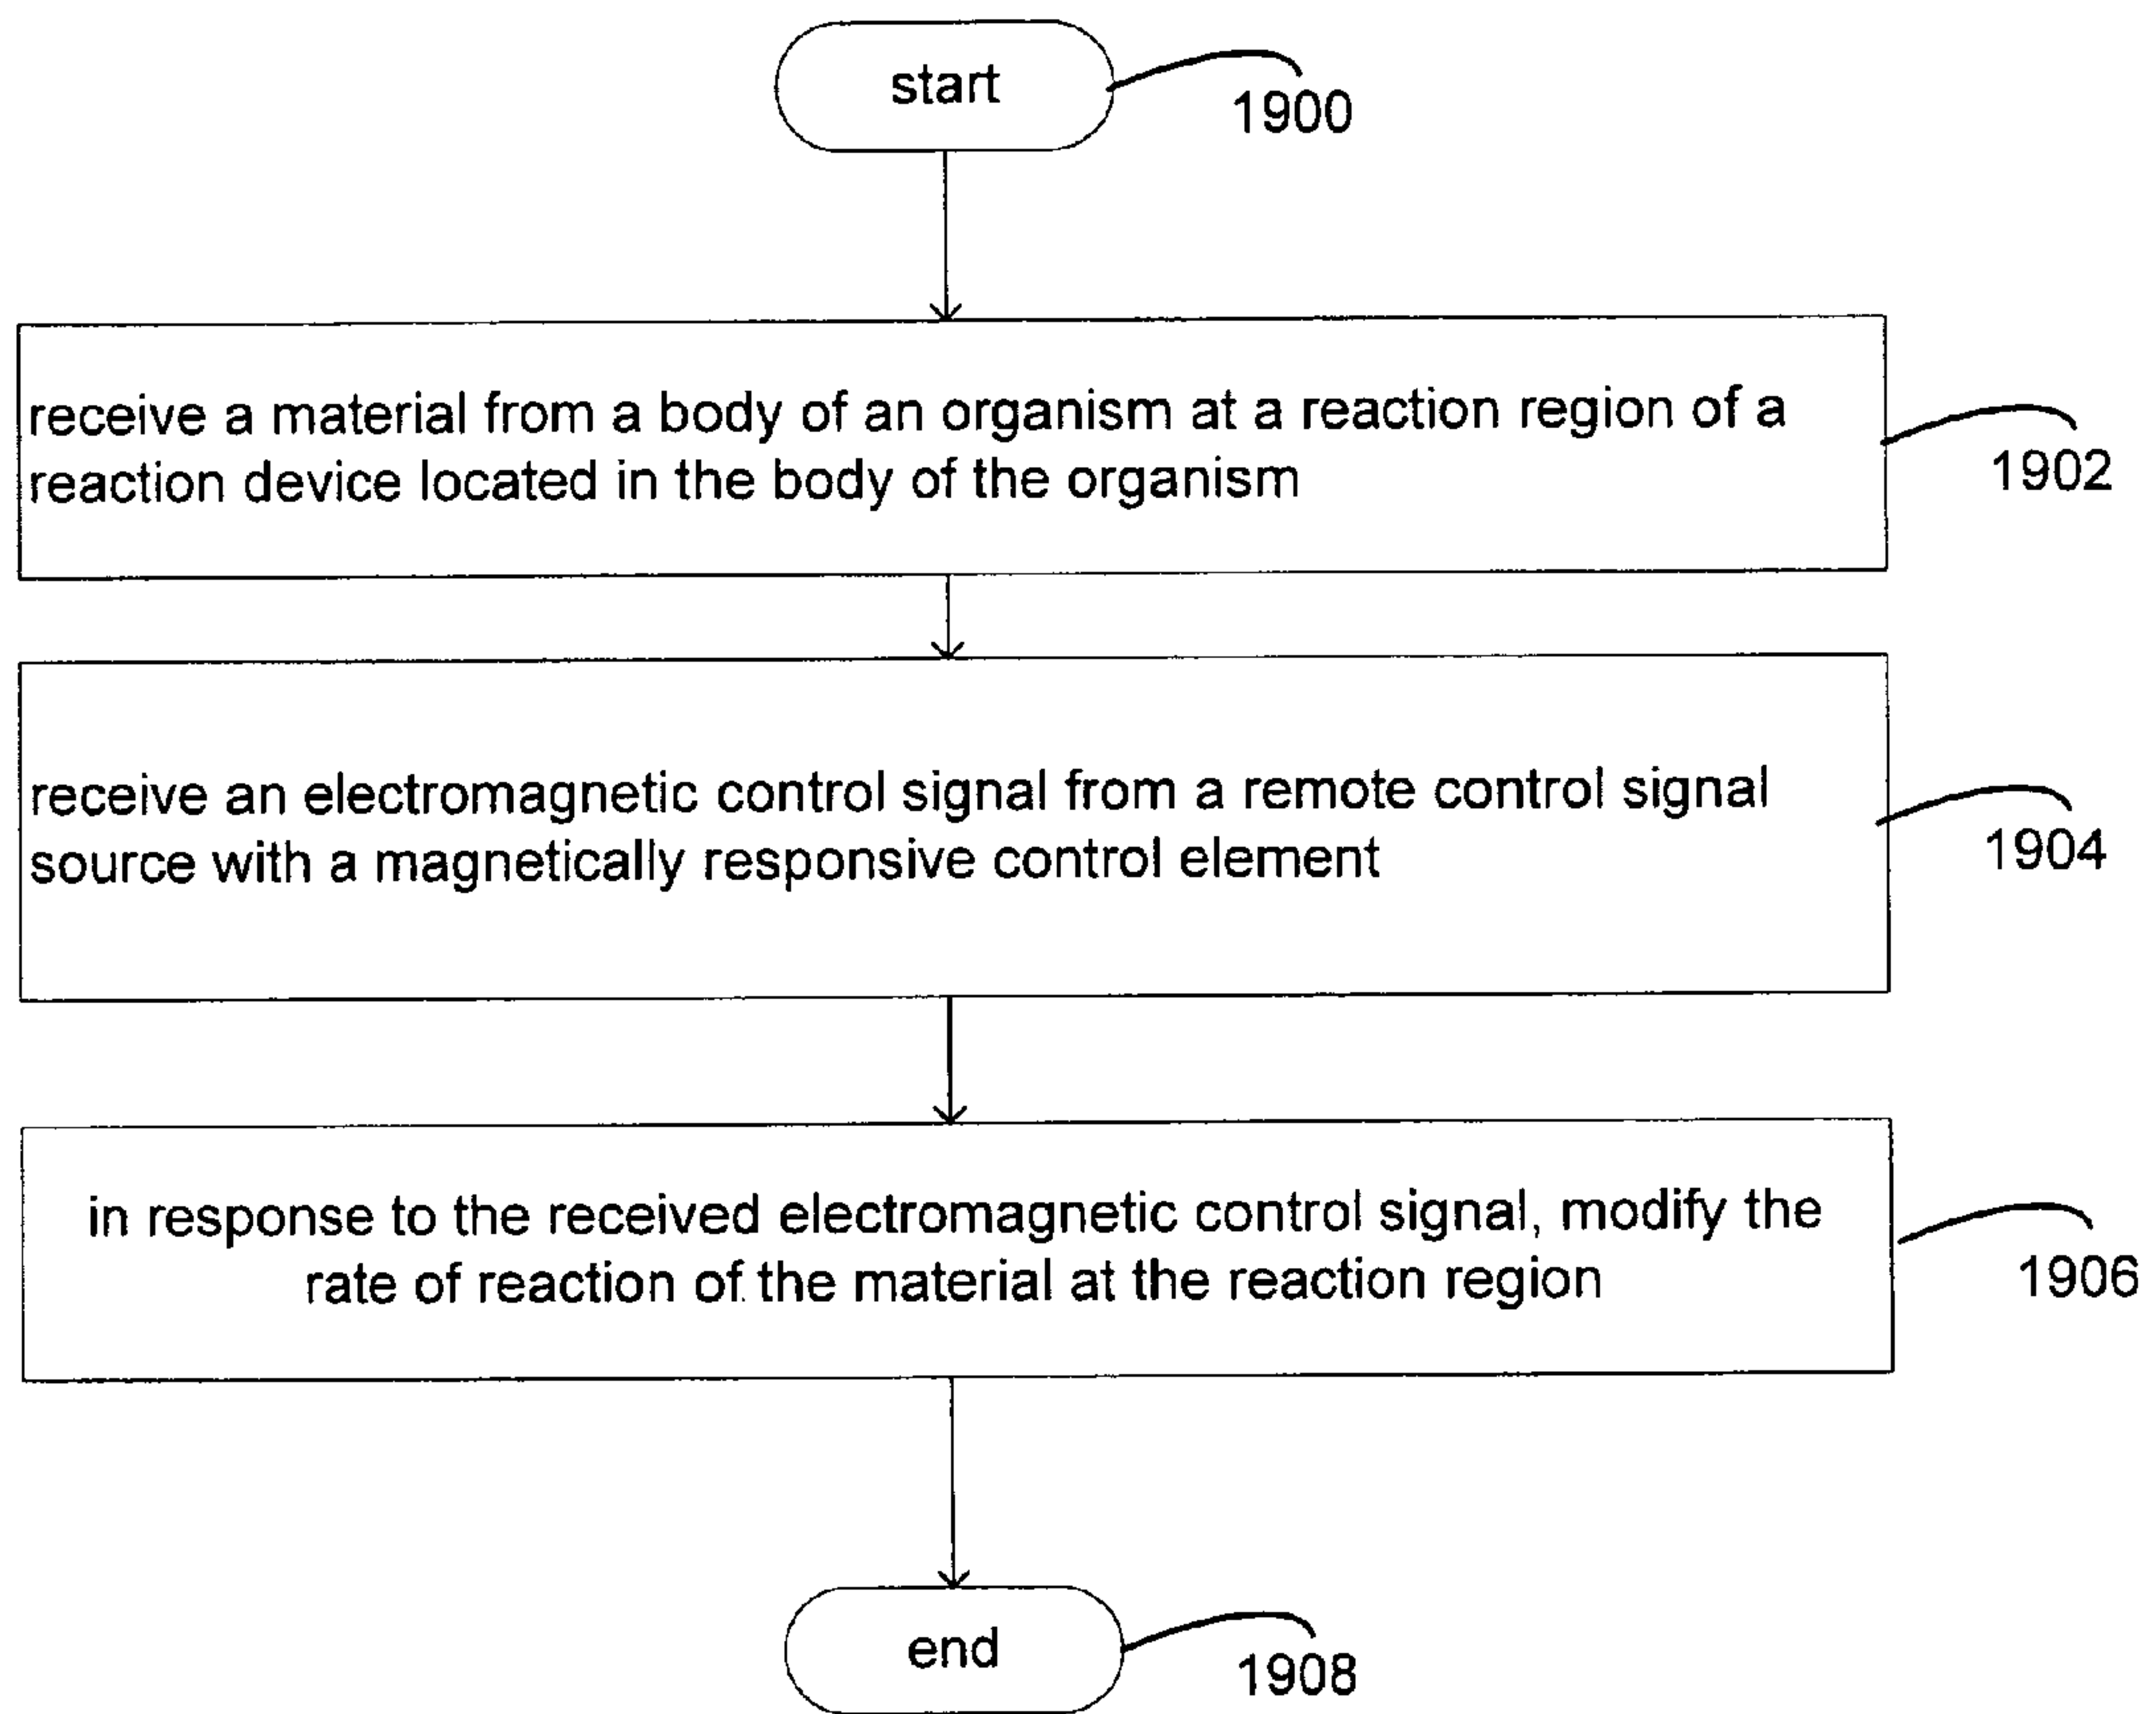 start
1900
receive a material from a body of an organism at a reaction region of a
reaction device located in the body of the organism
1902
receive an electromagnetic control signal from a remote control signal
source with a magnetically responsive control element
1904
in response to the received electromagnetic control signal, modify the
rate of reaction of the material at the reaction region
1906
end
1908